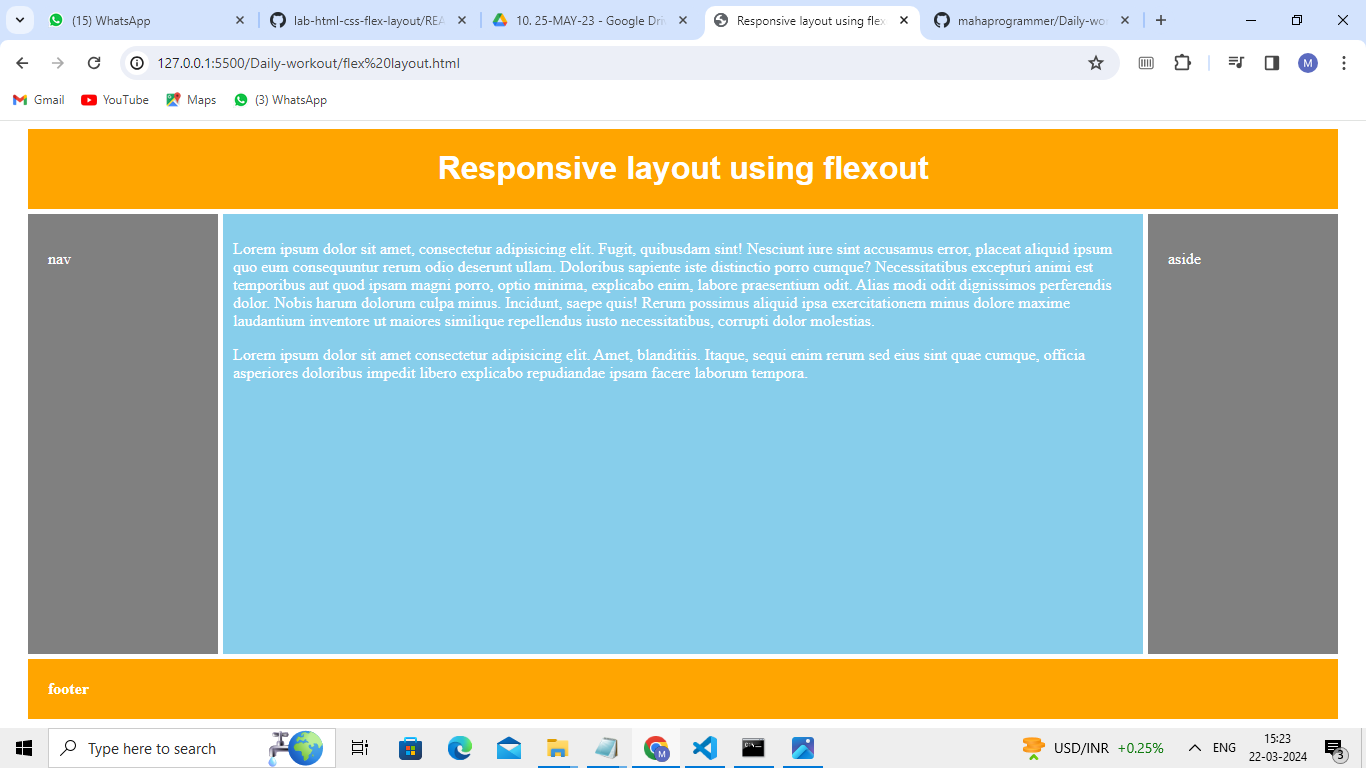 (15) WhatsApp
lab-html-css-flex-layout/REA
10. 25-MAY-23 - Google Dri
Responsive layout using flex
mahaprogrammer/Daily-wo
127.0.0.1:5500/Daily-workout/flex%20layout.html
M
Gmail
YouTube
Maps
(3) WhatsApp
Responsive layout using flexout
nav
Lorem ipsum dolor sit amet, consectetur adipisicing elit. Fugit, quibusdam sint! Nesciunt iure sint accusamus error, placeat aliquid ipsum
quo eum consequuntur rerum odio deserunt ullam. Doloribus sapiente iste distinctio porro cumque? Necessitatibus excepturi animi est
temporibus aut quod ipsam magni porro, optio minima, explicabo enim, labore praesentium odit. Alias modi odit dignissimos perferendis
dolor. Nobis harum dolorum culpa minus. Incidunt, saepe quis! Rerum possimus aliquid ipsa exercitationem minus dolore maxime
laudantium inventore ut maiores similique repellendus iusto necessitatibus, corrupti dolor molestias.
Lorem ipsum dolor sit amet consectetur adipisicing elit. Amet, blanditiis. Itaque, sequi enim rerum sed eius sint quae cumque, officia
asperiores doloribus impedit libero explicabo repudiandae ipsam facere laborum tempora.
aside
footer
Type here to search
M
USD/INR +0.25%
ENG
15:23
22-03-2024
3